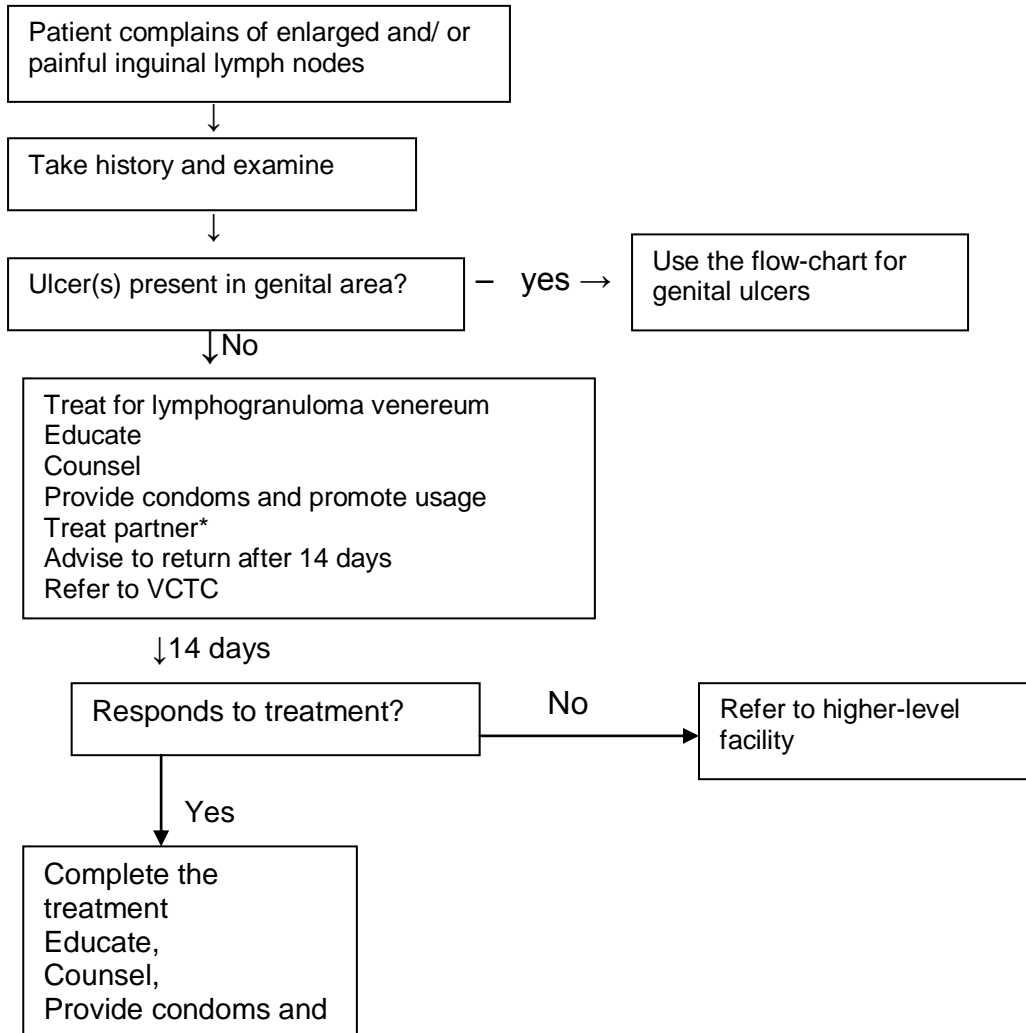 Patient complains of enlarged and/ or
painful inguinal lymph nodes
↓
Take history and examine
↓
Ulcer(s) present in genital area?
– yes →
Use the flow-chart for
genital ulcers
↓No
Treat for lymphogranuloma venereum
Educate
Counsel
Provide condoms and promote usage
Treat partner*
Advise to return after 14 days
Refer to VCTC
↓14 days
Responds to treatment?
No
Refer to higher-level
facility
Yes
Complete the
treatment
Educate,
Counsel,
Provide condoms and